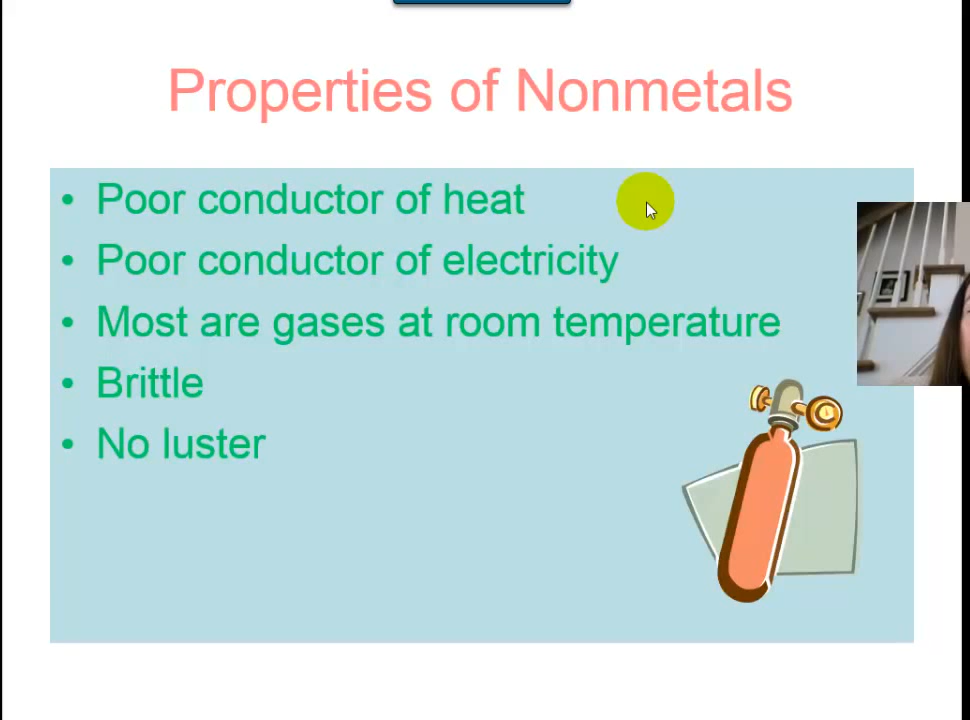 Properties of Nonmetals
• Poor conductor of heat
• Poor conductor of electricity
• Most are gases at room temperature
• Brittle
• No luster